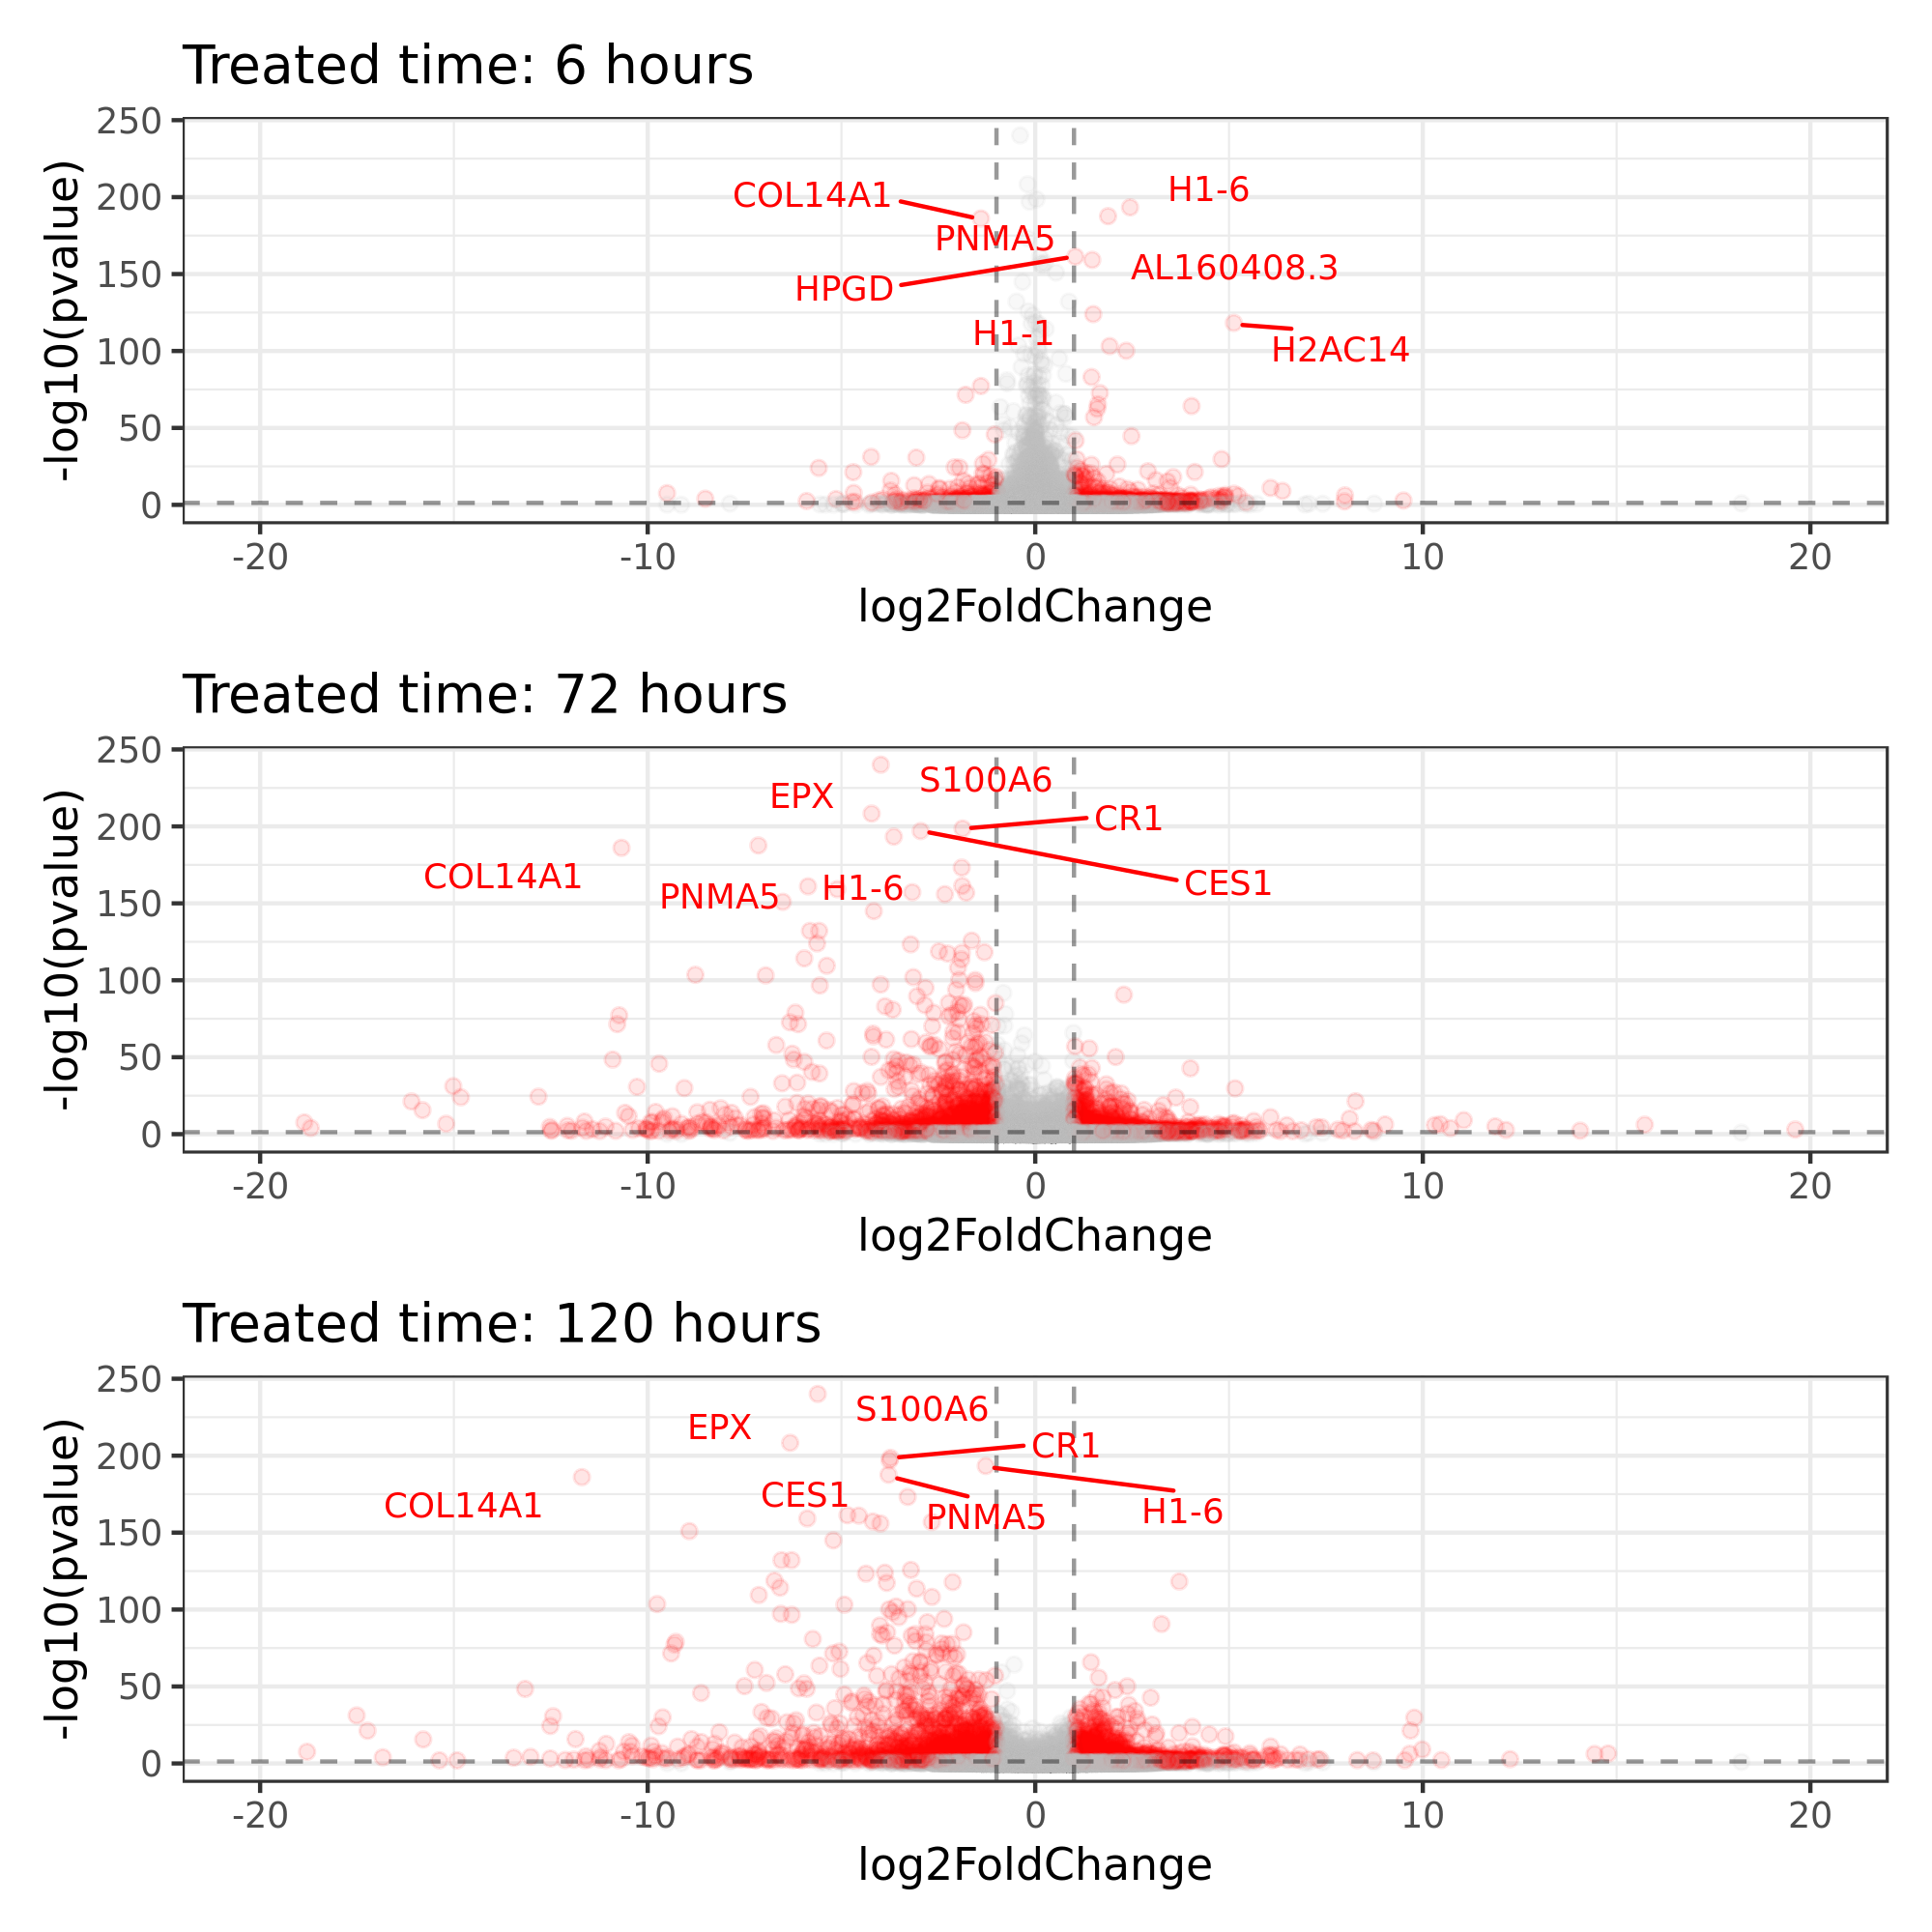 Treated time: 6 hours
250
200
150
100
50
0
-log10(pvalue)
COL14A1
H1-6
PNMA5
AL160408.3
HPGD
H1-1
H2AC14
-20
-10
0
10
20
log2FoldChange
Treated time: 72 hours
250
200
150
100
50
0
-log10(pvalue)
S100A6
EPX
CR1
COL14A1
PNMA5
H1-6
CES1
-20
-10
0
10
20
log2FoldChange
Treated time: 120 hours
250
200
150
100
50
0
-log10(pvalue)
S100A6
EPX
CR1
CES1
COL14A1
PNMA5
H1-6
-20
-10
0
10
20
log2FoldChange